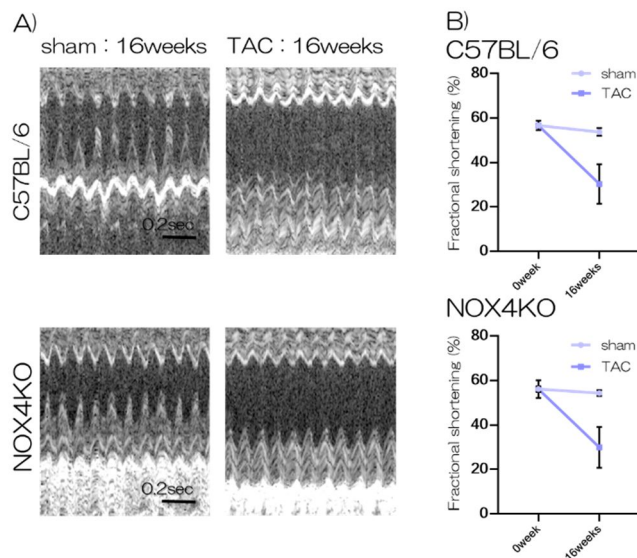 A)
sham：16weeks
TAC：16weeks
C57BL/6
0.2sec
NOX4KO
0.2sec
B)
C57BL/6
Fractional shortening (%)
80
60
40
20
0
sham
TAC
0week
16weeks
NOX4KO
Fractional shortening (%)
80
60
40
20
0
sham
TAC
0week
16weeks